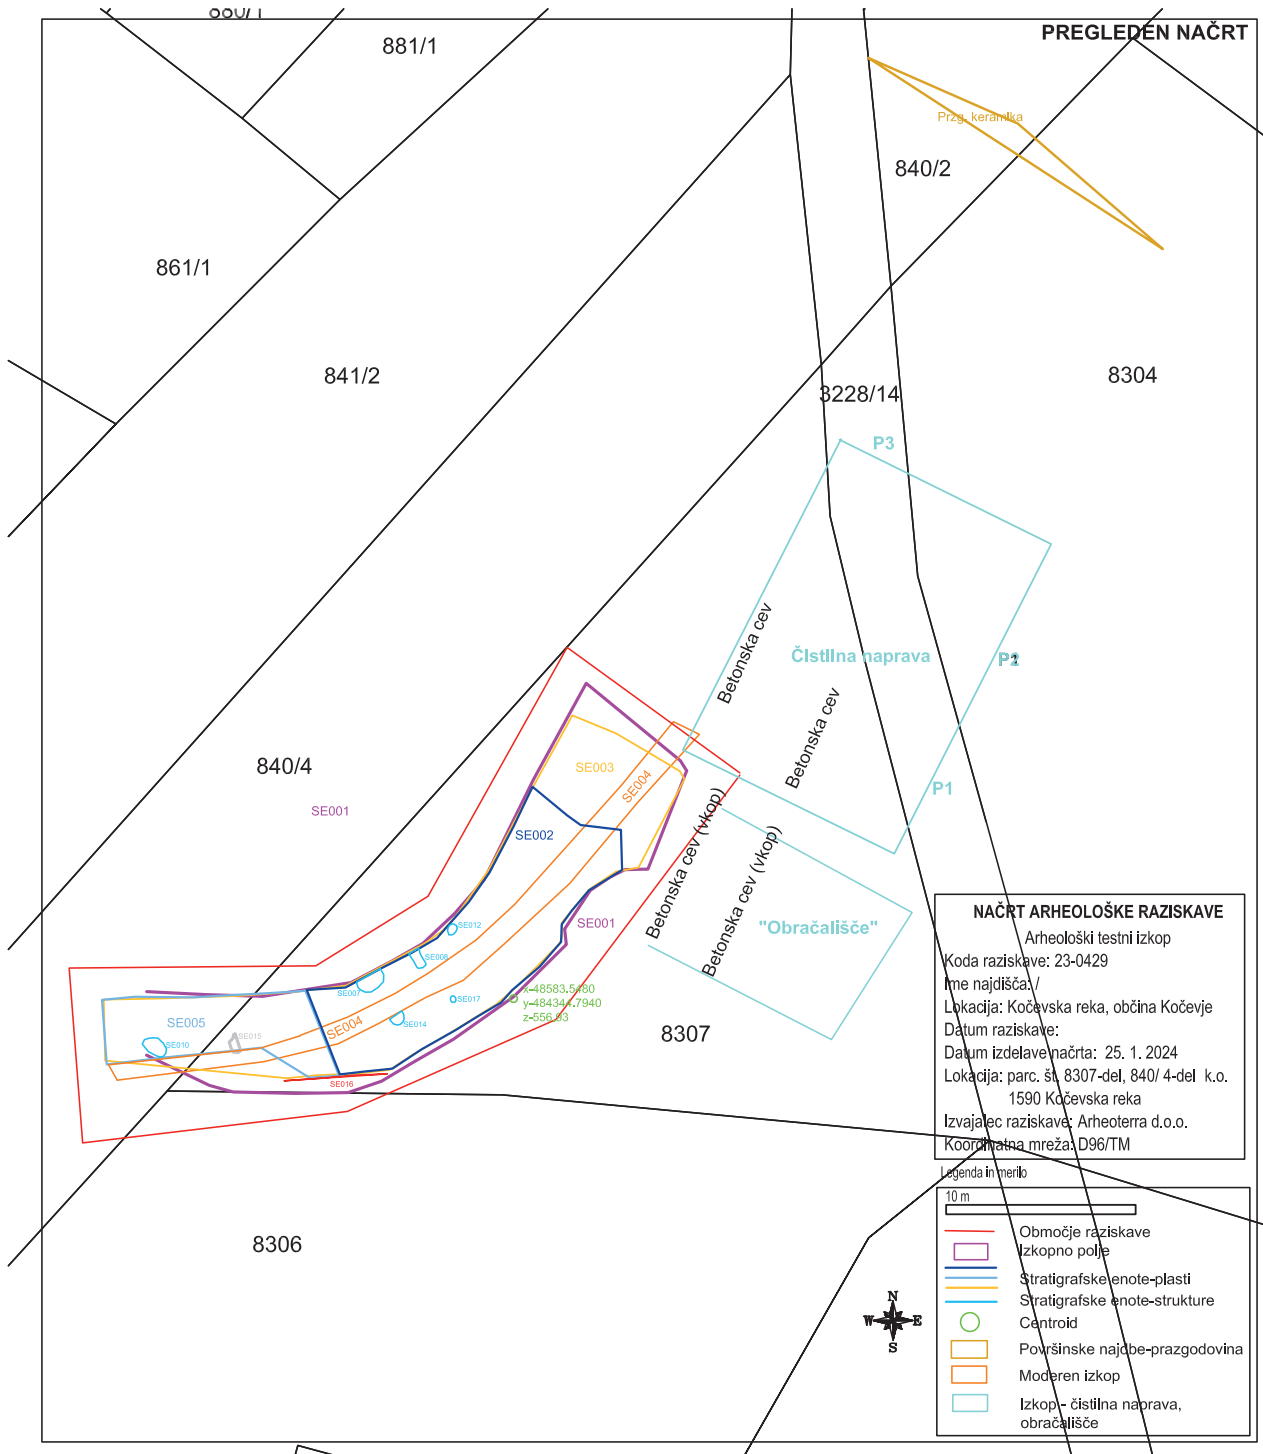 880/1
PREGLEDEN NAČRT
881/1
Przg. keramika
840/2
861/1
841/2
8304
3228/14
P3
Betonska cev
Čistilna naprava
Betonska cev
P1
840/4
SE001
SE003
SE004
SE002
Betonska cev (vkop)
Betonska cev (vkop)
SE001
"Obračališče"
SE012
SE008
SE007
SE017
SE014
x-48583.5480
y-484344.7940
z-556.93
SE005
SE004
SE015
SE010
SE016
8307
8306
NAČRT ARHEOLOŠKE RAZISKAVE
Arheološki testni izkop
Koda raziskave: 23-0429
Ime najdišča: /
Lokacija: Kočevska reka, občina Kočevje
Datum raziskave:
Datum izdelave načrta: 25. 1. 2024
Lokacija: parc. št. 8307-del, 840/ 4-del k.o.
1590 Kočevska reka
Izvajalec raziskave: Arheoterra d.o.o.
Koordinatna mreža: D96/TM
Legenda in merilo
10 m
Območje raziskave
Izkopno polje
Stratigrafske enote-plasti
Stratigrafske enote-strukture
Centroid
Površinske najdbe-prazgodovina
Moderen izkop
Izkop - čistilna naprava,
obračališče
N
W E
S